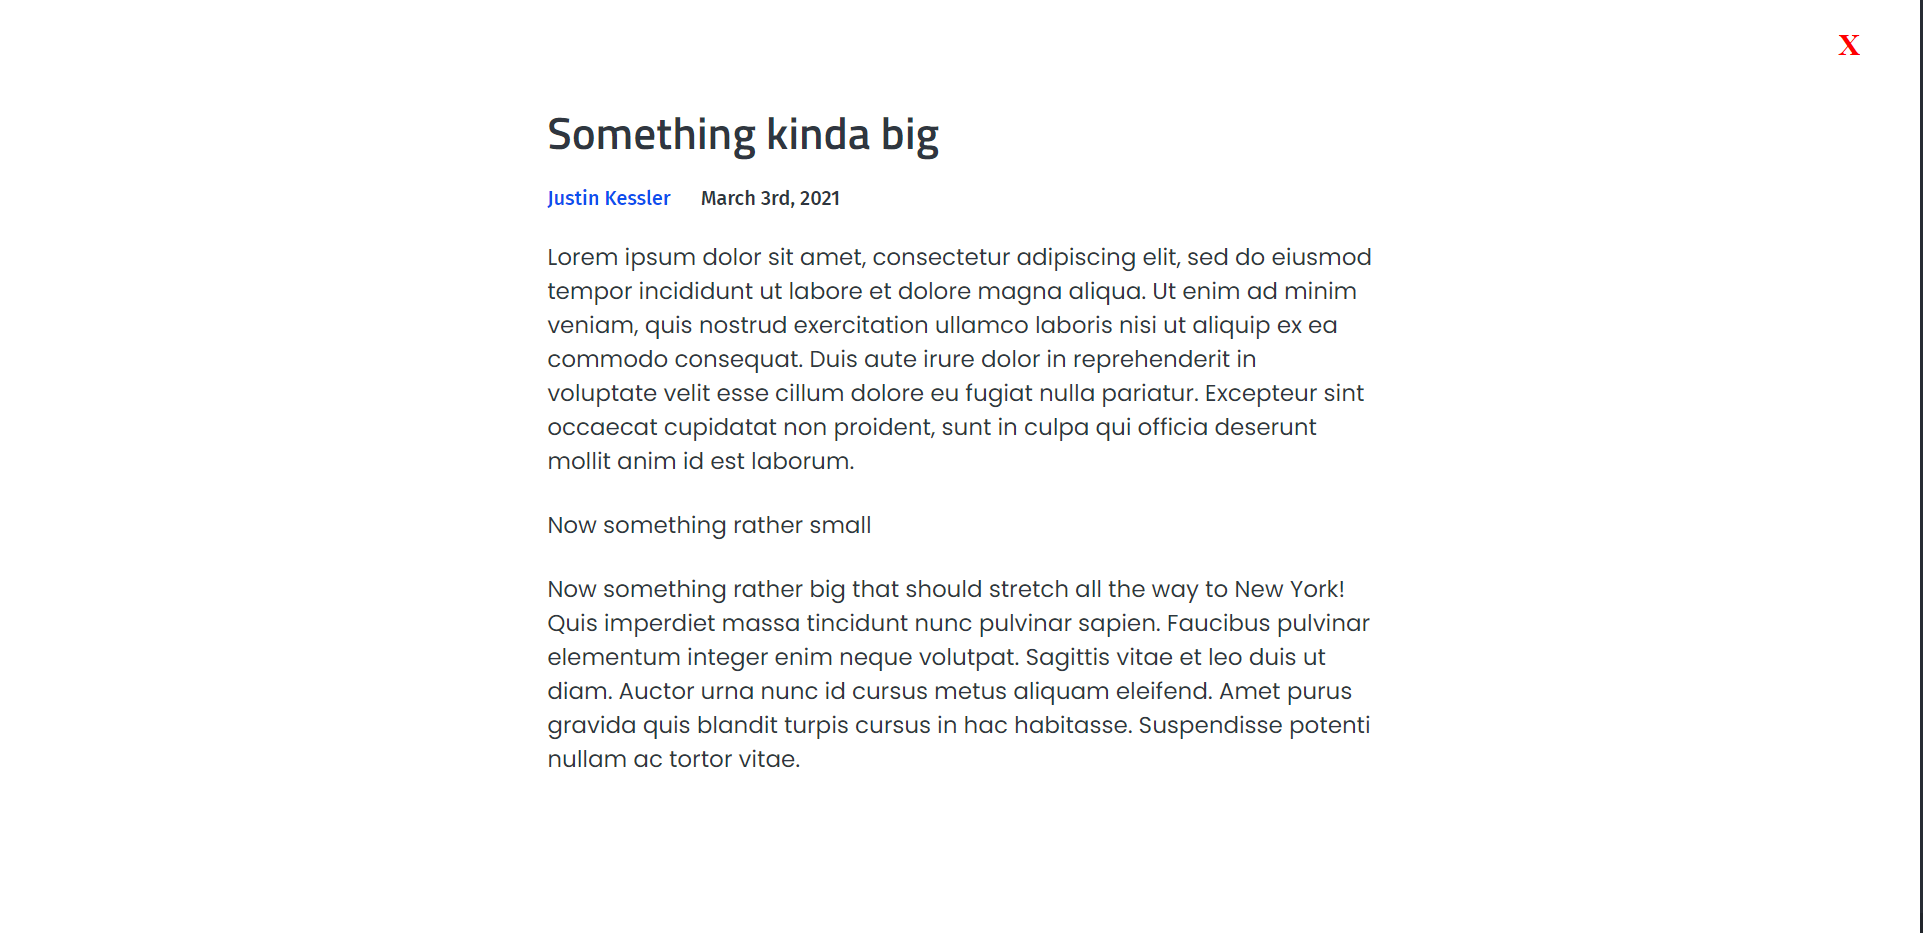 X
Something kinda big
Justin Kessler March 3rd, 2021
Lorem ipsum dolor sit amet, consectetur adipiscing elit, sed do eiusmod
tempor incididunt ut labore et dolore magna aliqua. Ut enim ad minim
veniam, quis nostrud exercitation ullamco laboris nisi ut aliquip ex ea
commodo consequat. Duis aute irure dolor in reprehenderit in
voluptate velit esse cillum dolore eu fugiat nulla pariatur. Excepteur sint
occaecat cupidatat non proident, sunt in culpa qui officia deserunt
mollit anim id est laborum.
Now something rather small
Now something rather big that should stretch all the way to New York!
Quis imperdiet massa tincidunt nunc pulvinar sapien. Faucibus pulvinar
elementum integer enim neque volutpat. Sagittis vitae et leo duis ut
diam. Auctor urna nunc id cursus metus aliquam eleifend. Amet purus
gravida quis blandit turpis cursus in hac habitasse. Suspendisse potenti
nullam ac tortor vitae.